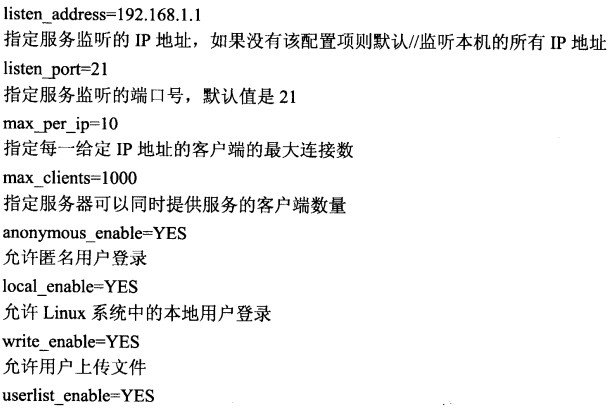 listen_address=192.168.1.1
指定服务监听的 IP 地址，如果没有该配置项则默认//监听本机的所有 IP 地址
listen_port=21
指定服务监听的端口号，默认值是 21
max_per_ip=10
指定每一给定 IP 地址的客户端的最大连接数
max_clients=1000
指定服务器可以同时提供服务的客户端数量
anonymous_enable=YES
允许匿名用户登录
local_enable=YES
允许 Linux 系统中的本地用户登录
write_enable=YES
允许用户上传文件
userlist_enable=YES